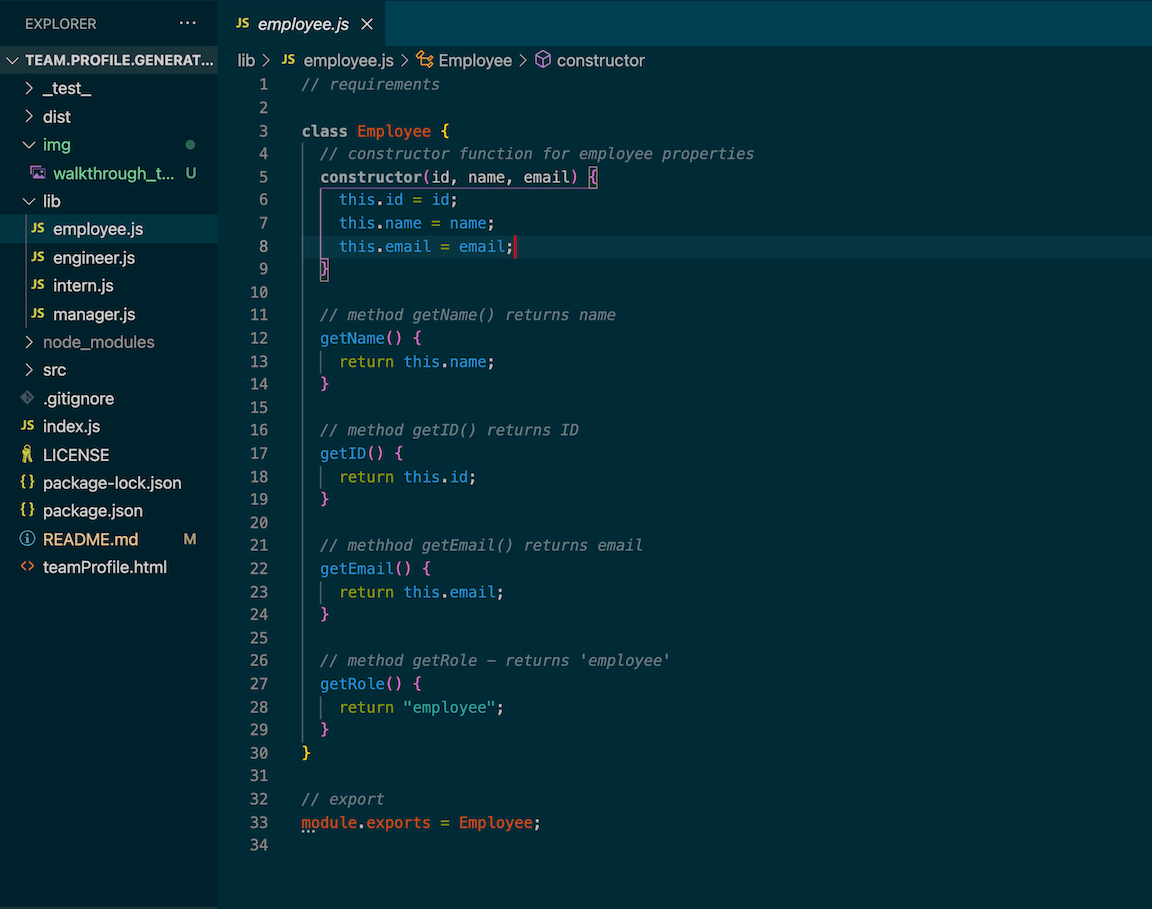 EXPLORER ...
TEAM.PROFILE.GENERAT...
_test_
dist
img
walkthrough_t... U
lib
JS employee.js
JS engineer.js
JS intern.js
JS manager.js
node_modules
src
.gitignore
JS index.js
LICENSE
{} package-lock.json
{} package.json
README.md M
<> teamProfile.html
JS employee.js
lib > JS employee.js > Employee > constructor
1 // requirements
2
3 class Employee {
4 // constructor function for employee properties
5 constructor(id, name, email) {
6 this.id = id;
7 this.name = name;
8 this.email = email;
9 }
10
11 // method getName() returns name
12 getName() {
13 return this.name;
14 }
15
16 // method getID() returns ID
17 getID() {
18 return this.id;
19 }
20
21 // methhod getEmail() returns email
22 getEmail() {
23 return this.email;
24 }
25
26 // method getRole – returns 'employee'
27 getRole() {
28 return "employee";
29 }
30 }
31
32 // export
33 module.exports = Employee;
34